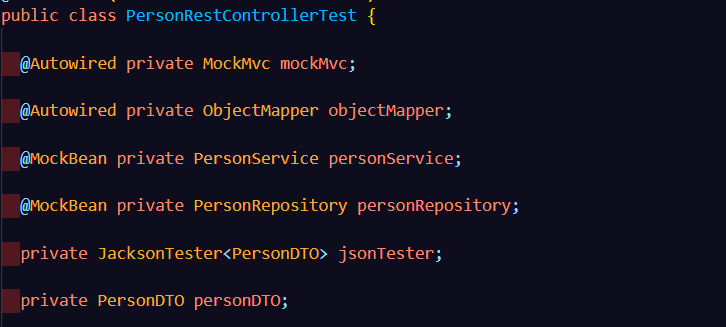 public class PersonRestControllerTest {
@Autowired private MockMvc mockMvc;
@Autowired private ObjectMapper objectMapper;
@MockBean private PersonService personService;
@MockBean private PersonRepository personRepository;
private JacksonTester<PersonDTO> jsonTester;
private PersonDTO personDTO;